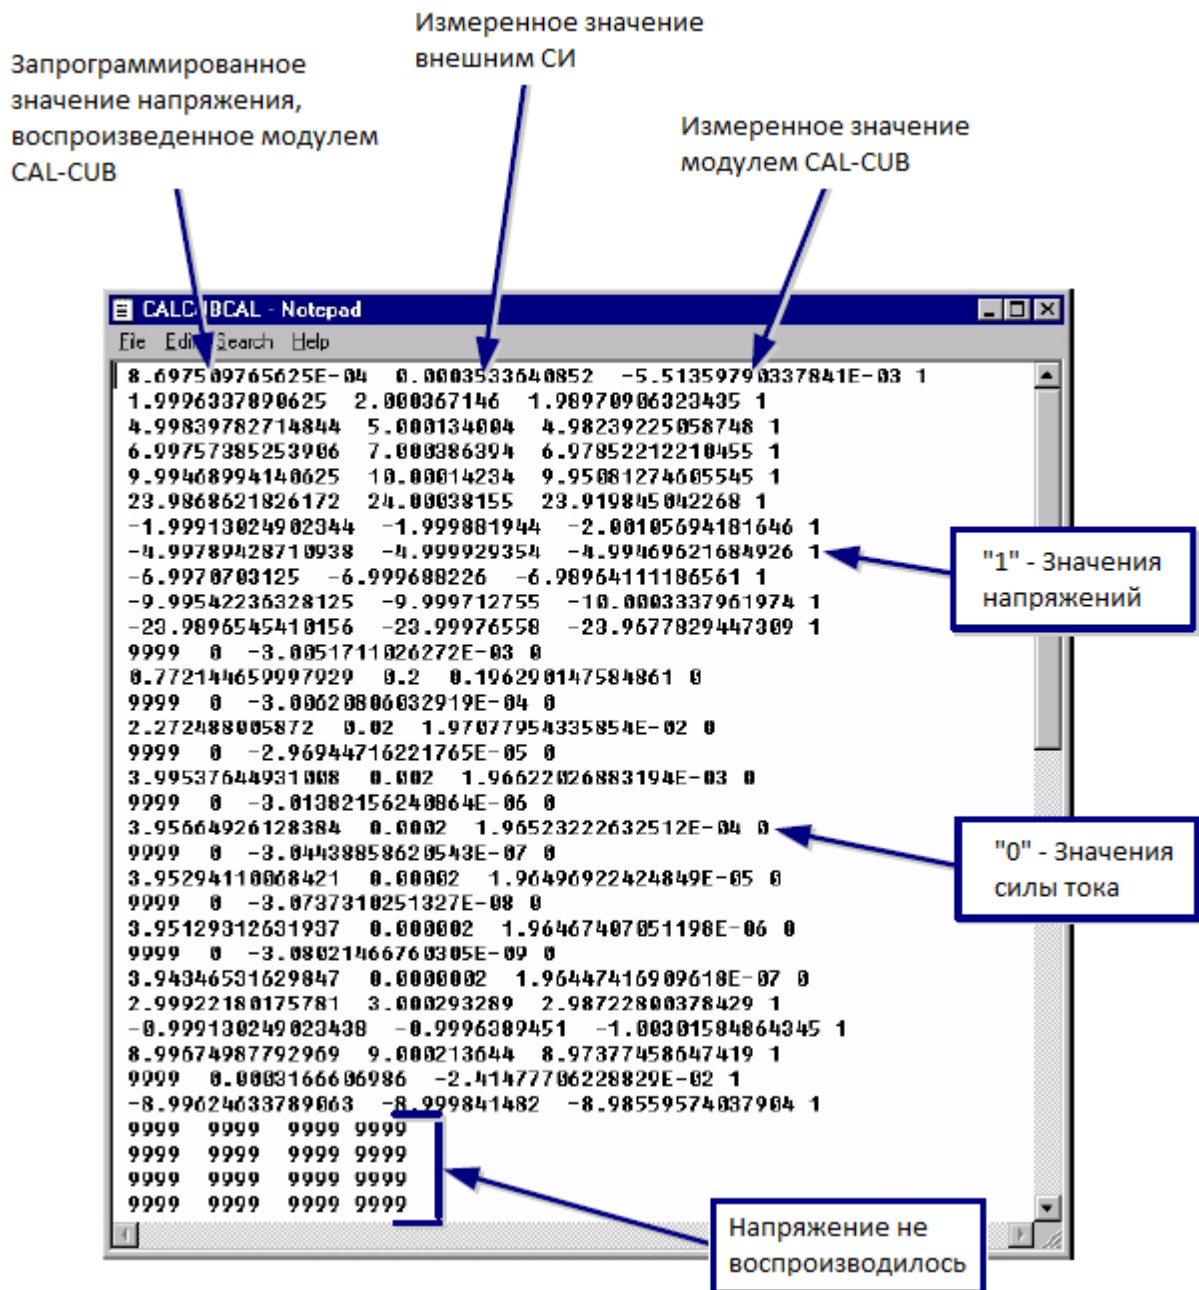 Измеренное значение
внешним СИ
Запрограммированное
значение напряжения,
воспроизведенное модулем
CAL-CUB
Измеренное значение
модулем CAL-CUB
CALCUBCAL - Notepad
File Edit Search Help
8.697509765625E-04 0.0003533640852 -5.51359790337841E-03 1
1.9996337890625 2.000367146 1.98970906323435 1
4.99839782714844 5.000134004 4.98239225058748 1
6.99757385253906 7.000386394 6.97852212210455 1
9.99468994140625 10.00014234 9.95081274605545 1
23.9868621826172 24.00038155 23.919845042268 1
-1.99913024902344 -1.999881944 -2.00105694181646 1
-4.99789428710938 -4.999929354 -4.99469621684926 1
-6.9970703125 -6.999688226 -6.98964111186561 1
-9.99542236328125 -9.999712755 -10.0003337961974 1
-23.9896545410156 -23.99976558 -23.9677829447309 1
9999 0 -3.0051711026272E-03 0
0.772144659997929 0.2 0.196290147584861 0
9999 0 -3.00620806032919E-04 0
2.272488005872 0.02 1.97077954335854E-02 0
9999 0 -2.96944716221765E-05 0
3.99537644931008 0.002 1.96622026883194E-03 0
9999 0 -3.01382156240864E-06 0
3.95664926128384 0.0002 1.96523222632512E-04 0
9999 0 -3.04438858620543E-07 0
3.95294110068421 0.00002 1.96496922424849E-05 0
9999 0 -3.0737310251327E-08 0
3.95129312631937 0.000002 1.96467407051198E-06 0
9999 0 -3.08021466760305E-09 0
3.94346531629847 0.0000002 1.96447416909618E-07 0
2.99922180175781 3.000293289 2.98722800378429 1
-0.999130249023438 -0.9996389451 -1.00301584864345 1
8.99674987792969 9.000213644 8.97377458647419 1
9999 0.0003166606986 -2.41477706228829E-02 1
-8.99624633789063 -8.999841482 -8.98559574037904 1
9999 9999 9999 9999
9999 9999 9999 9999
9999 9999 9999 9999
9999 9999 9999 9999
"1" - Значения
напряжений
"0" - Значения
силы тока
Напряжение не
воспроизводилось